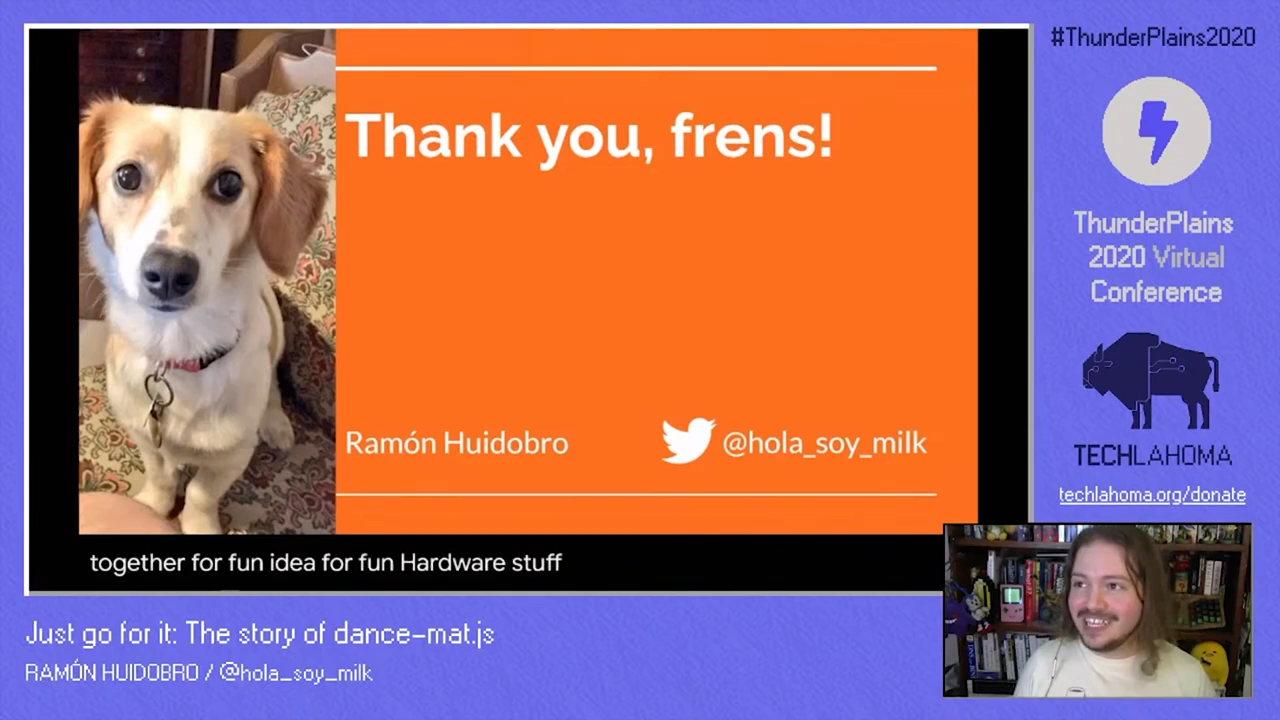 #ThunderPlains2020
Thank you, frens!
Ramón Huidobro
@hola_soy_milk
together for fun idea for fun Hardware stuff
ThunderPlains
2020 Virtual
Conference
TECHLAHOMA
techlahoma.org/donate
Just go for it: The story of dance-mat.js
RAMÓN HUIDOBRO / @hola_soy_milk